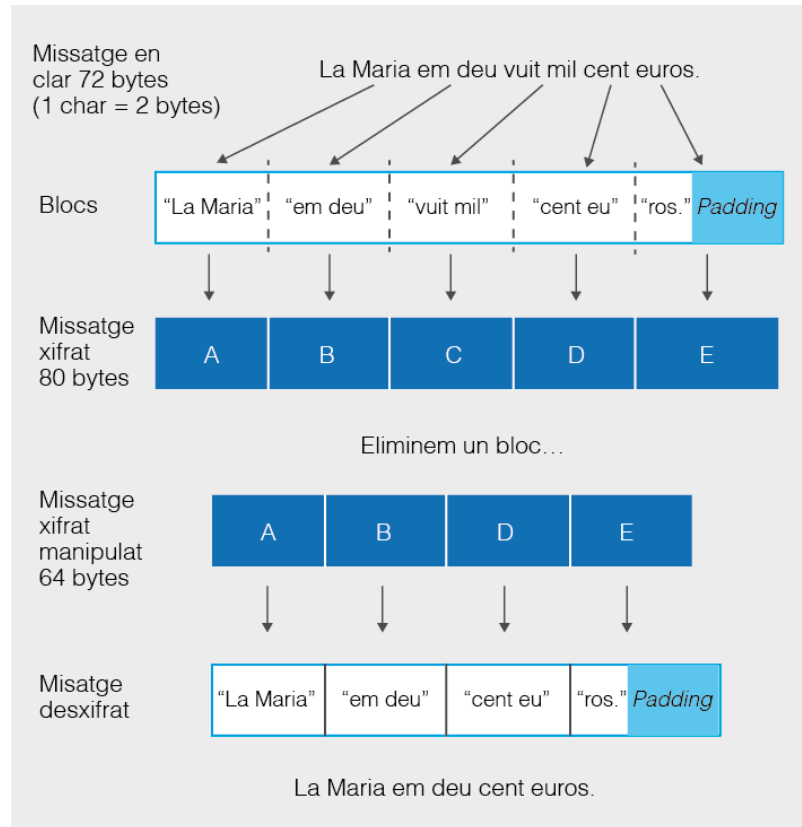 Missatge en
clar 72 bytes
(1 char = 2 bytes)
La Maria em deu vuit mil cent euros.
Blocs
“La Maria” “em deu” “vuit mil” “cent eu” “ros.” Padding
Missatge
xifrat
80 bytes
A B C D E
Eliminem un bloc…
Missatge
xifrat
manipulat
64 bytes
A B D E
Misatge
desxifrat
“La Maria” “em deu” “cent eu” “ros.” Padding
La Maria em deu cent euros.